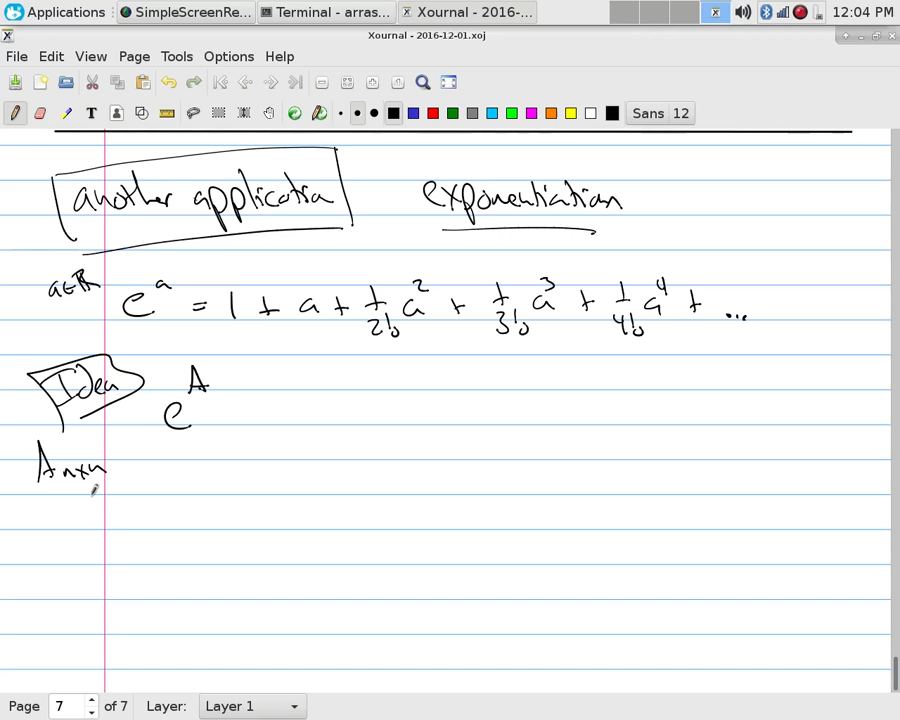 Applications SimpleScreenRe... Terminal - arras... Xournal - 2016-... 12:04 PM
Xournal - 2016-12-01.xoj
File Edit View Page Tools Options Help
T Sans 12
another application exponentiation
a∈ℝ e^a = 1 + a + 1/2! a^2 + 1/3! a^3 + 1/4! a^4 + ...
Idea e^A
A n×n
Page 7 of 7 Layer: Layer 1